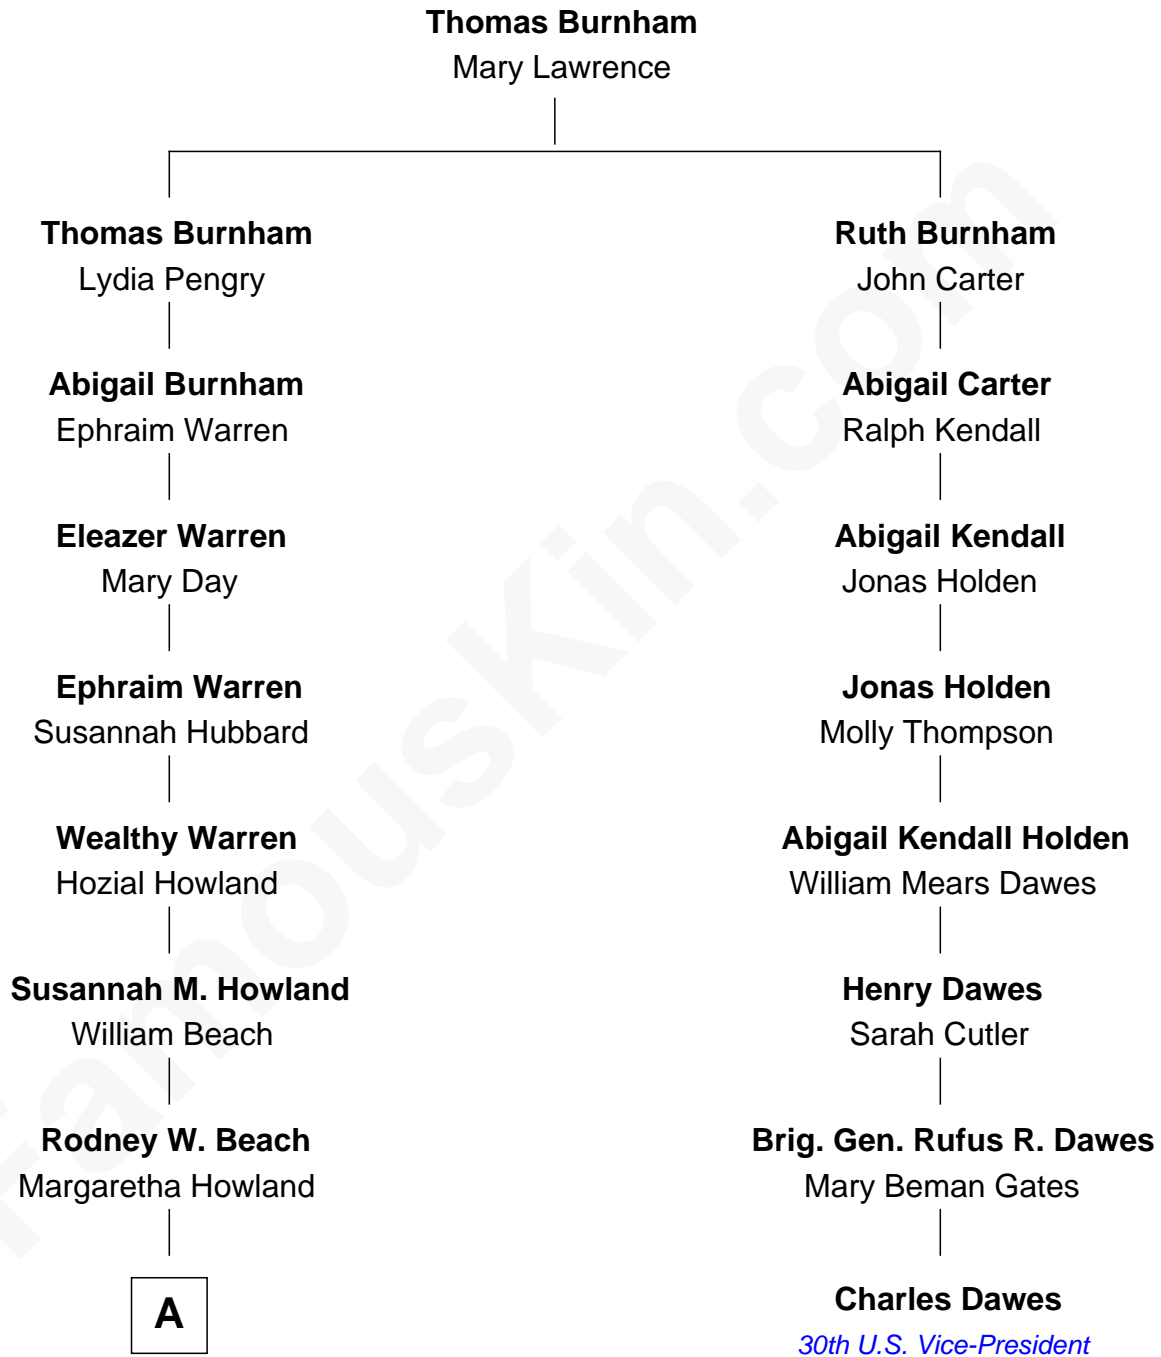 Thomas Burnham
Mary Lawrence
Thomas Burnham
Lydia Pengry
Abigail Burnham
Ephraim Warren
Eleazer Warren
Mary Day
Ephraim Warren
Susannah Hubbard
Wealthy Warren
Hozial Howland
Susannah M. Howland
William Beach
Rodney W. Beach
Margaretha Howland
A
Ruth Burnham
John Carter
Abigail Carter
Ralph Kendall
Abigail Kendall
Jonas Holden
Jonas Holden
Molly Thompson
Abigail Kendall Holden
William Mears Dawes
Henry Dawes
Sarah Cutler
Brig. Gen. Rufus R. Dawes
Mary Beman Gates
Charles Dawes
30th U.S. Vice-President
FamousKin.com